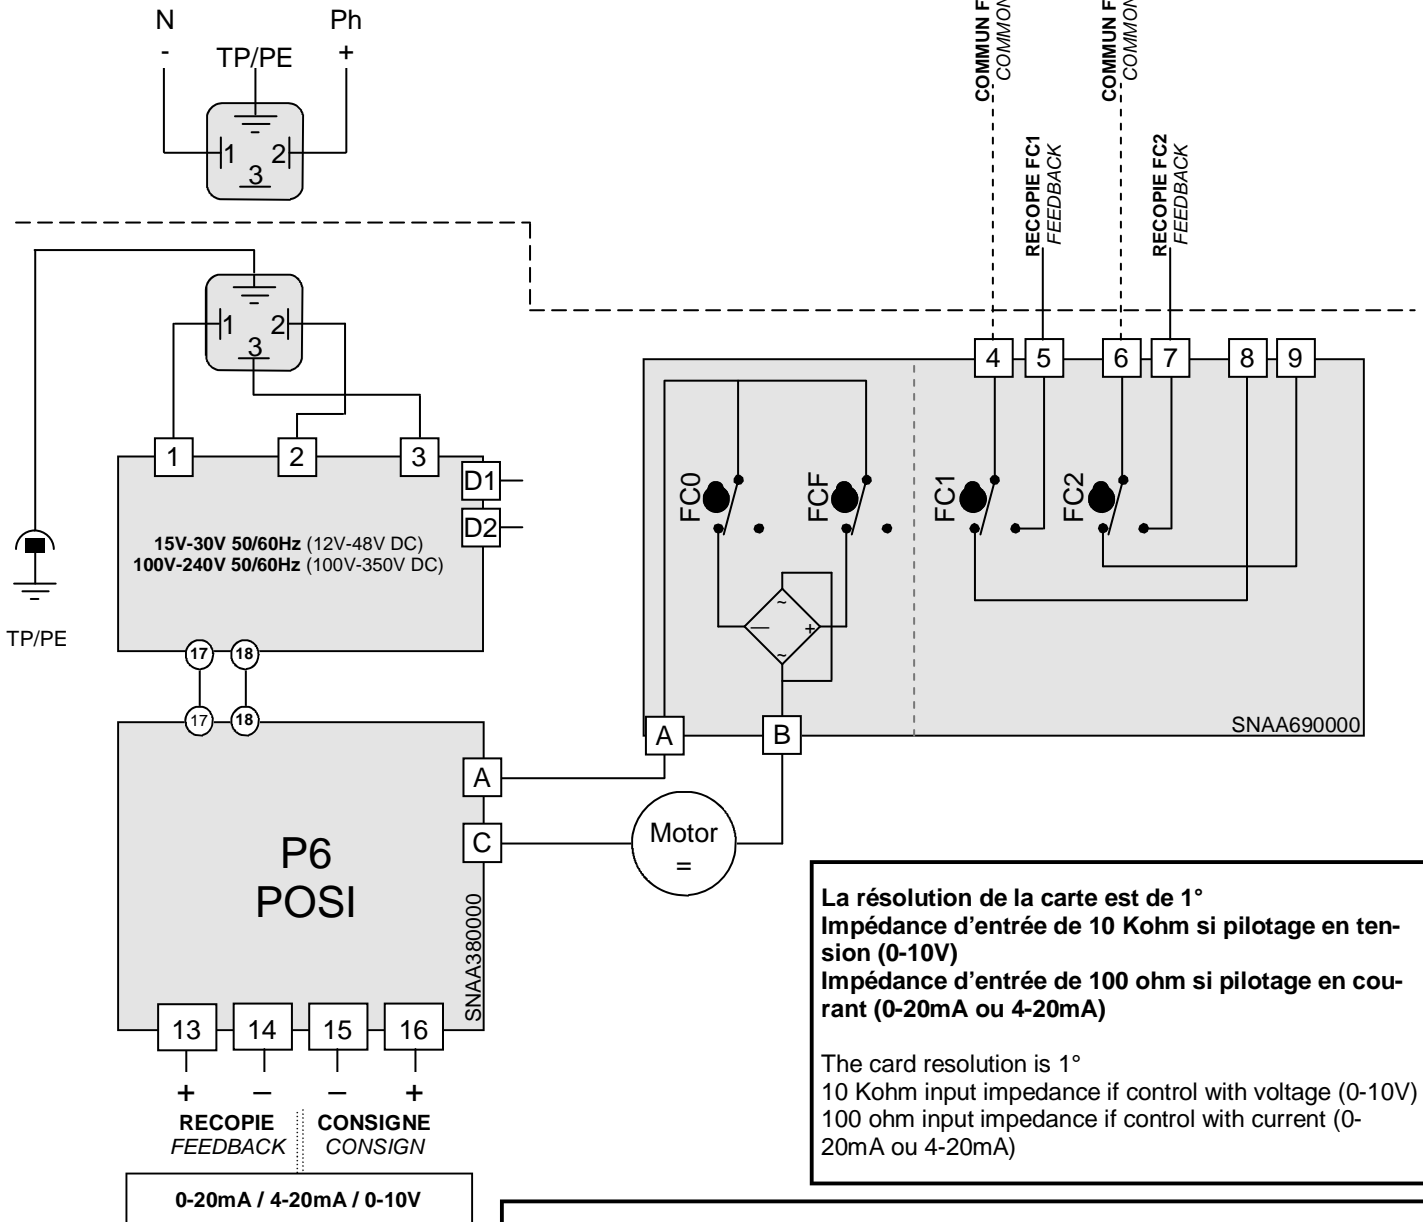 N
Ph
-
TP/PE
+
1
2
3
COMMUN F
COMMON
COMMUN F
COMMON
RECOPIE FC1
FEEDBACK
RECOPIE FC2
FEEDBACK
1
2
3
4
5
6
7
8
9
1
2
3
D1
D2
15V-30V 50/60Hz (12V-48V DC)
100V-240V 50/60Hz (100V-350V DC)
TP/PE
17
18
17
18
FC0
FCF
FC1
FC2
~
—
+
~
A
B
SNAA690000
A
C
Motor
=
P6
POSI
SNAA380000
13
14
15
16
+
–
–
+
RECOPIE
FEEDBACK
CONSIGNE
CONSIGN
0-20mA / 4-20mA / 0-10V
La résolution de la carte est de 1°
Impédance d’entrée de 10 Kohm si pilotage en ten-
sion (0-10V)
Impédance d’entrée de 100 ohm si pilotage en cou-
rant (0-20mA ou 4-20mA)
The card resolution is 1°
10 Kohm input impedance if control with voltage (0-10V)
100 ohm input impedance if control with current (0-
20mA ou 4-20mA)